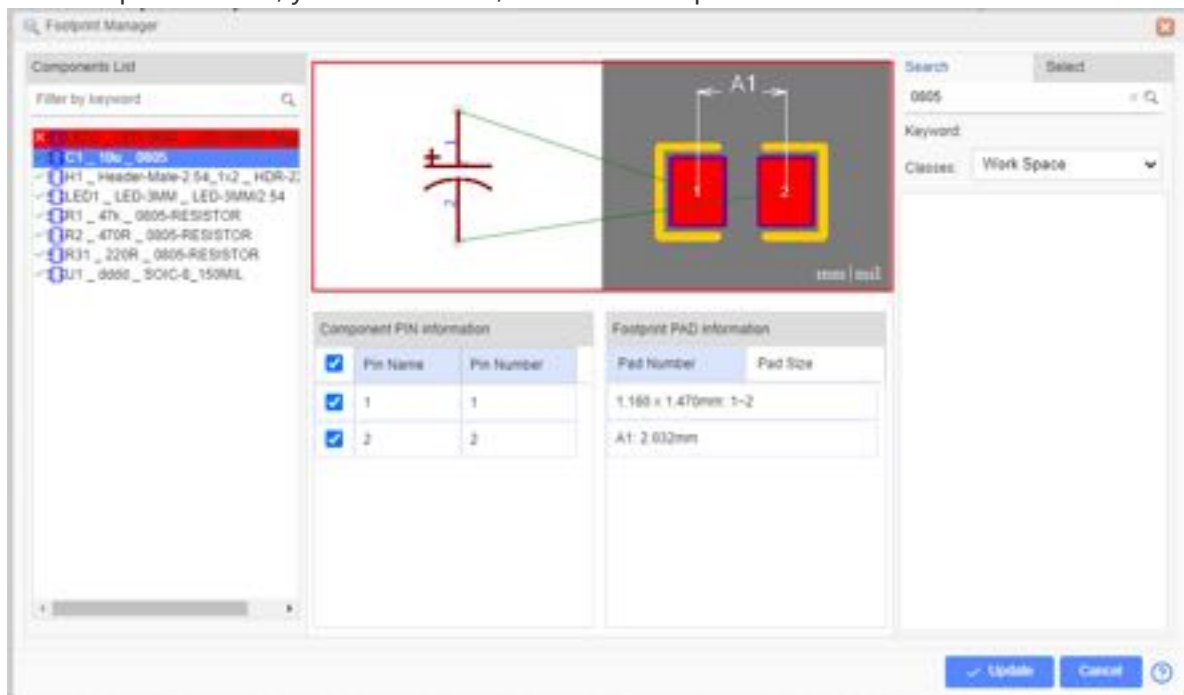 Footprint Manager
Components List
Filter by keyword
C1 _ 10u _ 0805
H1 _ Header-Male-2.54_1x2 _ HDR-2
LED1 _ LED-3MM _ LED-3MM/2.54
R1 _ 47k _ 0805-RESISTOR
R2 _ 470R _ 0805-RESISTOR
R31 _ 220R _ 0805-RESISTOR
U1 _ dddd _ SOIC-8_150MIL
+ 1
2
A1
1 2
mm|mil
Search Select
0805
Keyword:
Classes: Work Space
Component PIN information
Pin Name Pin Number
1 1
2 2
Footprint PAD information
Pad Number Pad Size
1.160 x 1.470mm: 1~2
A1: 2.032mm
Update Cancel ?